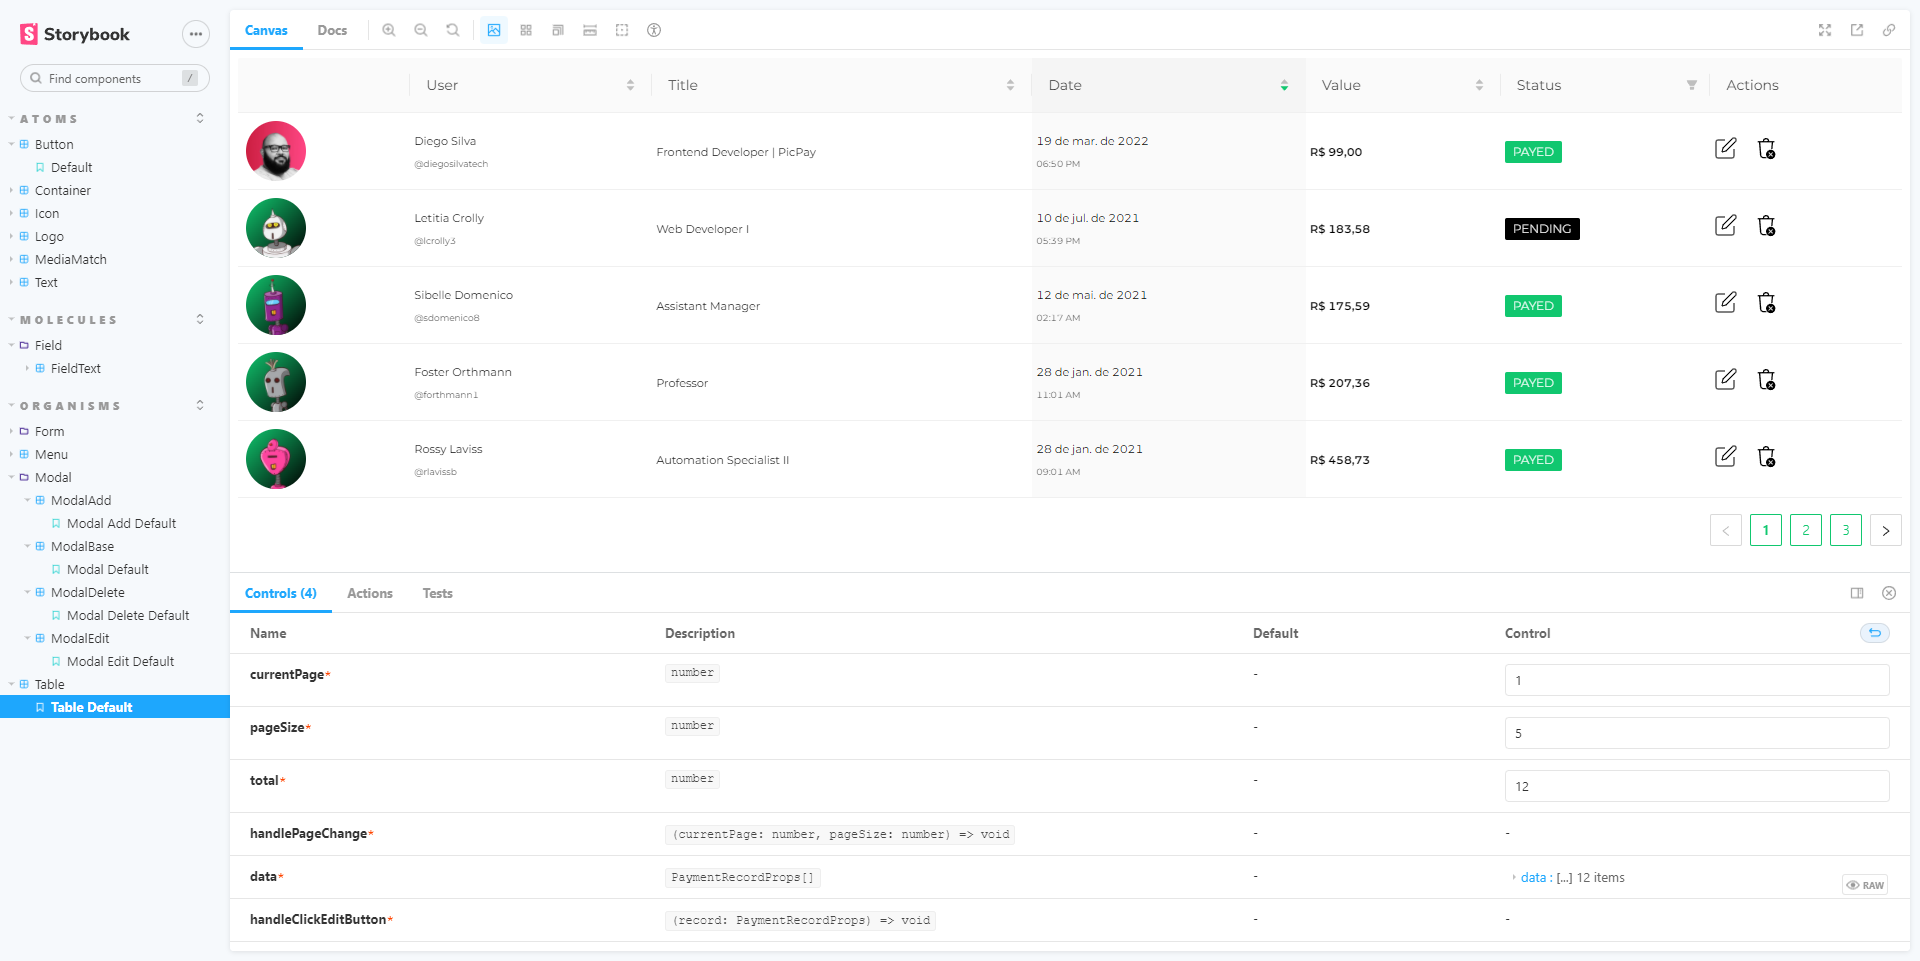 Storybook
Find components
/
ATOMS
Button
Default
Container
Icon
Logo
MediaMatch
Text
MOLECULES
Field
FieldText
ORGANISMS
Form
Menu
Modal
ModalAdd
Modal Add Default
ModalBase
Modal Default
ModalDelete
Modal Delete Default
ModalEdit
Modal Edit Default
Table
Table Default
Canvas Docs
User Title Date Value Status Actions
Diego Silva
@diegosilvatech
Frontend Developer | PicPay
19 de mar. de 2022
06:50 PM
R$ 99,00
PAYED
Letitia Crolly
@lcrolly3
Web Developer I
10 de jul. de 2021
05:39 PM
R$ 183,58
PENDING
Sibelle Domenico
@sdomenico8
Assistant Manager
12 de mai. de 2021
02:17 AM
R$ 175,59
PAYED
Foster Orthmann
@forthmann1
Professor
28 de jan. de 2021
11:01 AM
R$ 207,36
PAYED
Rossy Laviss
@rlavissb
Automation Specialist II
28 de jan. de 2021
09:01 AM
R$ 458,73
PAYED
< 1 2 3 >
Controls (4) Actions Tests
Name Description Default Control
currentPage* number - 1
pageSize* number - 5
total* number - 12
handlePageChange* (currentPage: number, pageSize: number) => void - -
data* PaymentRecordProps[] - data : [...] 12 items
RAW
handleClickEditButton* (record: PaymentRecordProps) => void - -